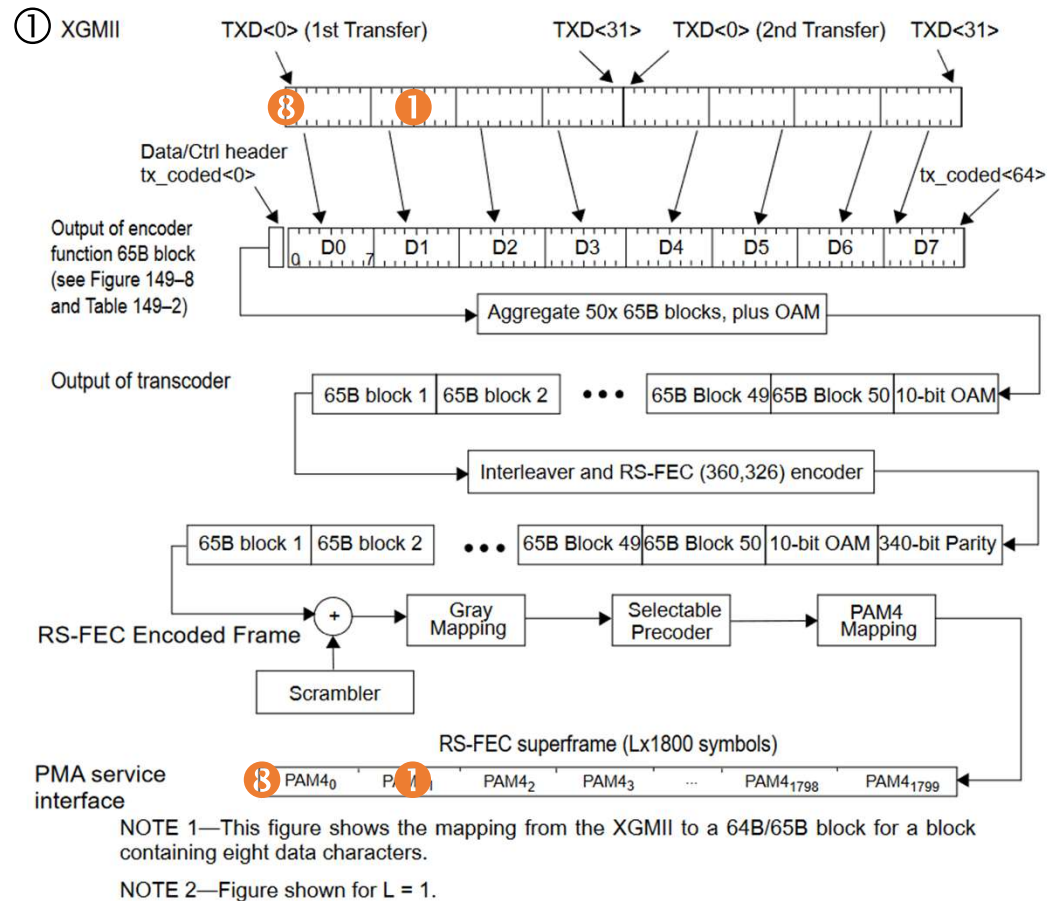 ① XGMII
TXD<0> (1st Transfer) TXD<31> TXD<0> (2nd Transfer) TXD<31>
8 1
Data/Ctrl header
tx_coded<0>
tx_coded<64>
Output of encoder
function 65B block
(see Figure 149–8
and Table 149–2)
D0 D1 D2 D3 D4 D5 D6 D7
0 7
Aggregate 50x 65B blocks, plus OAM
Output of transcoder
65B block 1 65B block 2 ••• 65B Block 49 65B Block 50 10-bit OAM
Interleaver and RS-FEC (360,326) encoder
65B block 1 65B block 2 ••• 65B Block 49 65B Block 50 10-bit OAM 340-bit Parity
RS-FEC Encoded Frame
+
Gray
Mapping
Selectable
Precoder
PAM4
Mapping
Scrambler
RS-FEC superframe (Lx1800 symbols)
PMA service
interface
8 PAM4₀ 1 PAM4₂ PAM4₃ ... PAM4₁₇₉₈ PAM4₁₇₉₉
NOTE 1—This figure shows the mapping from the XGMII to a 64B/65B block for a block
containing eight data characters.
NOTE 2—Figure shown for L = 1.